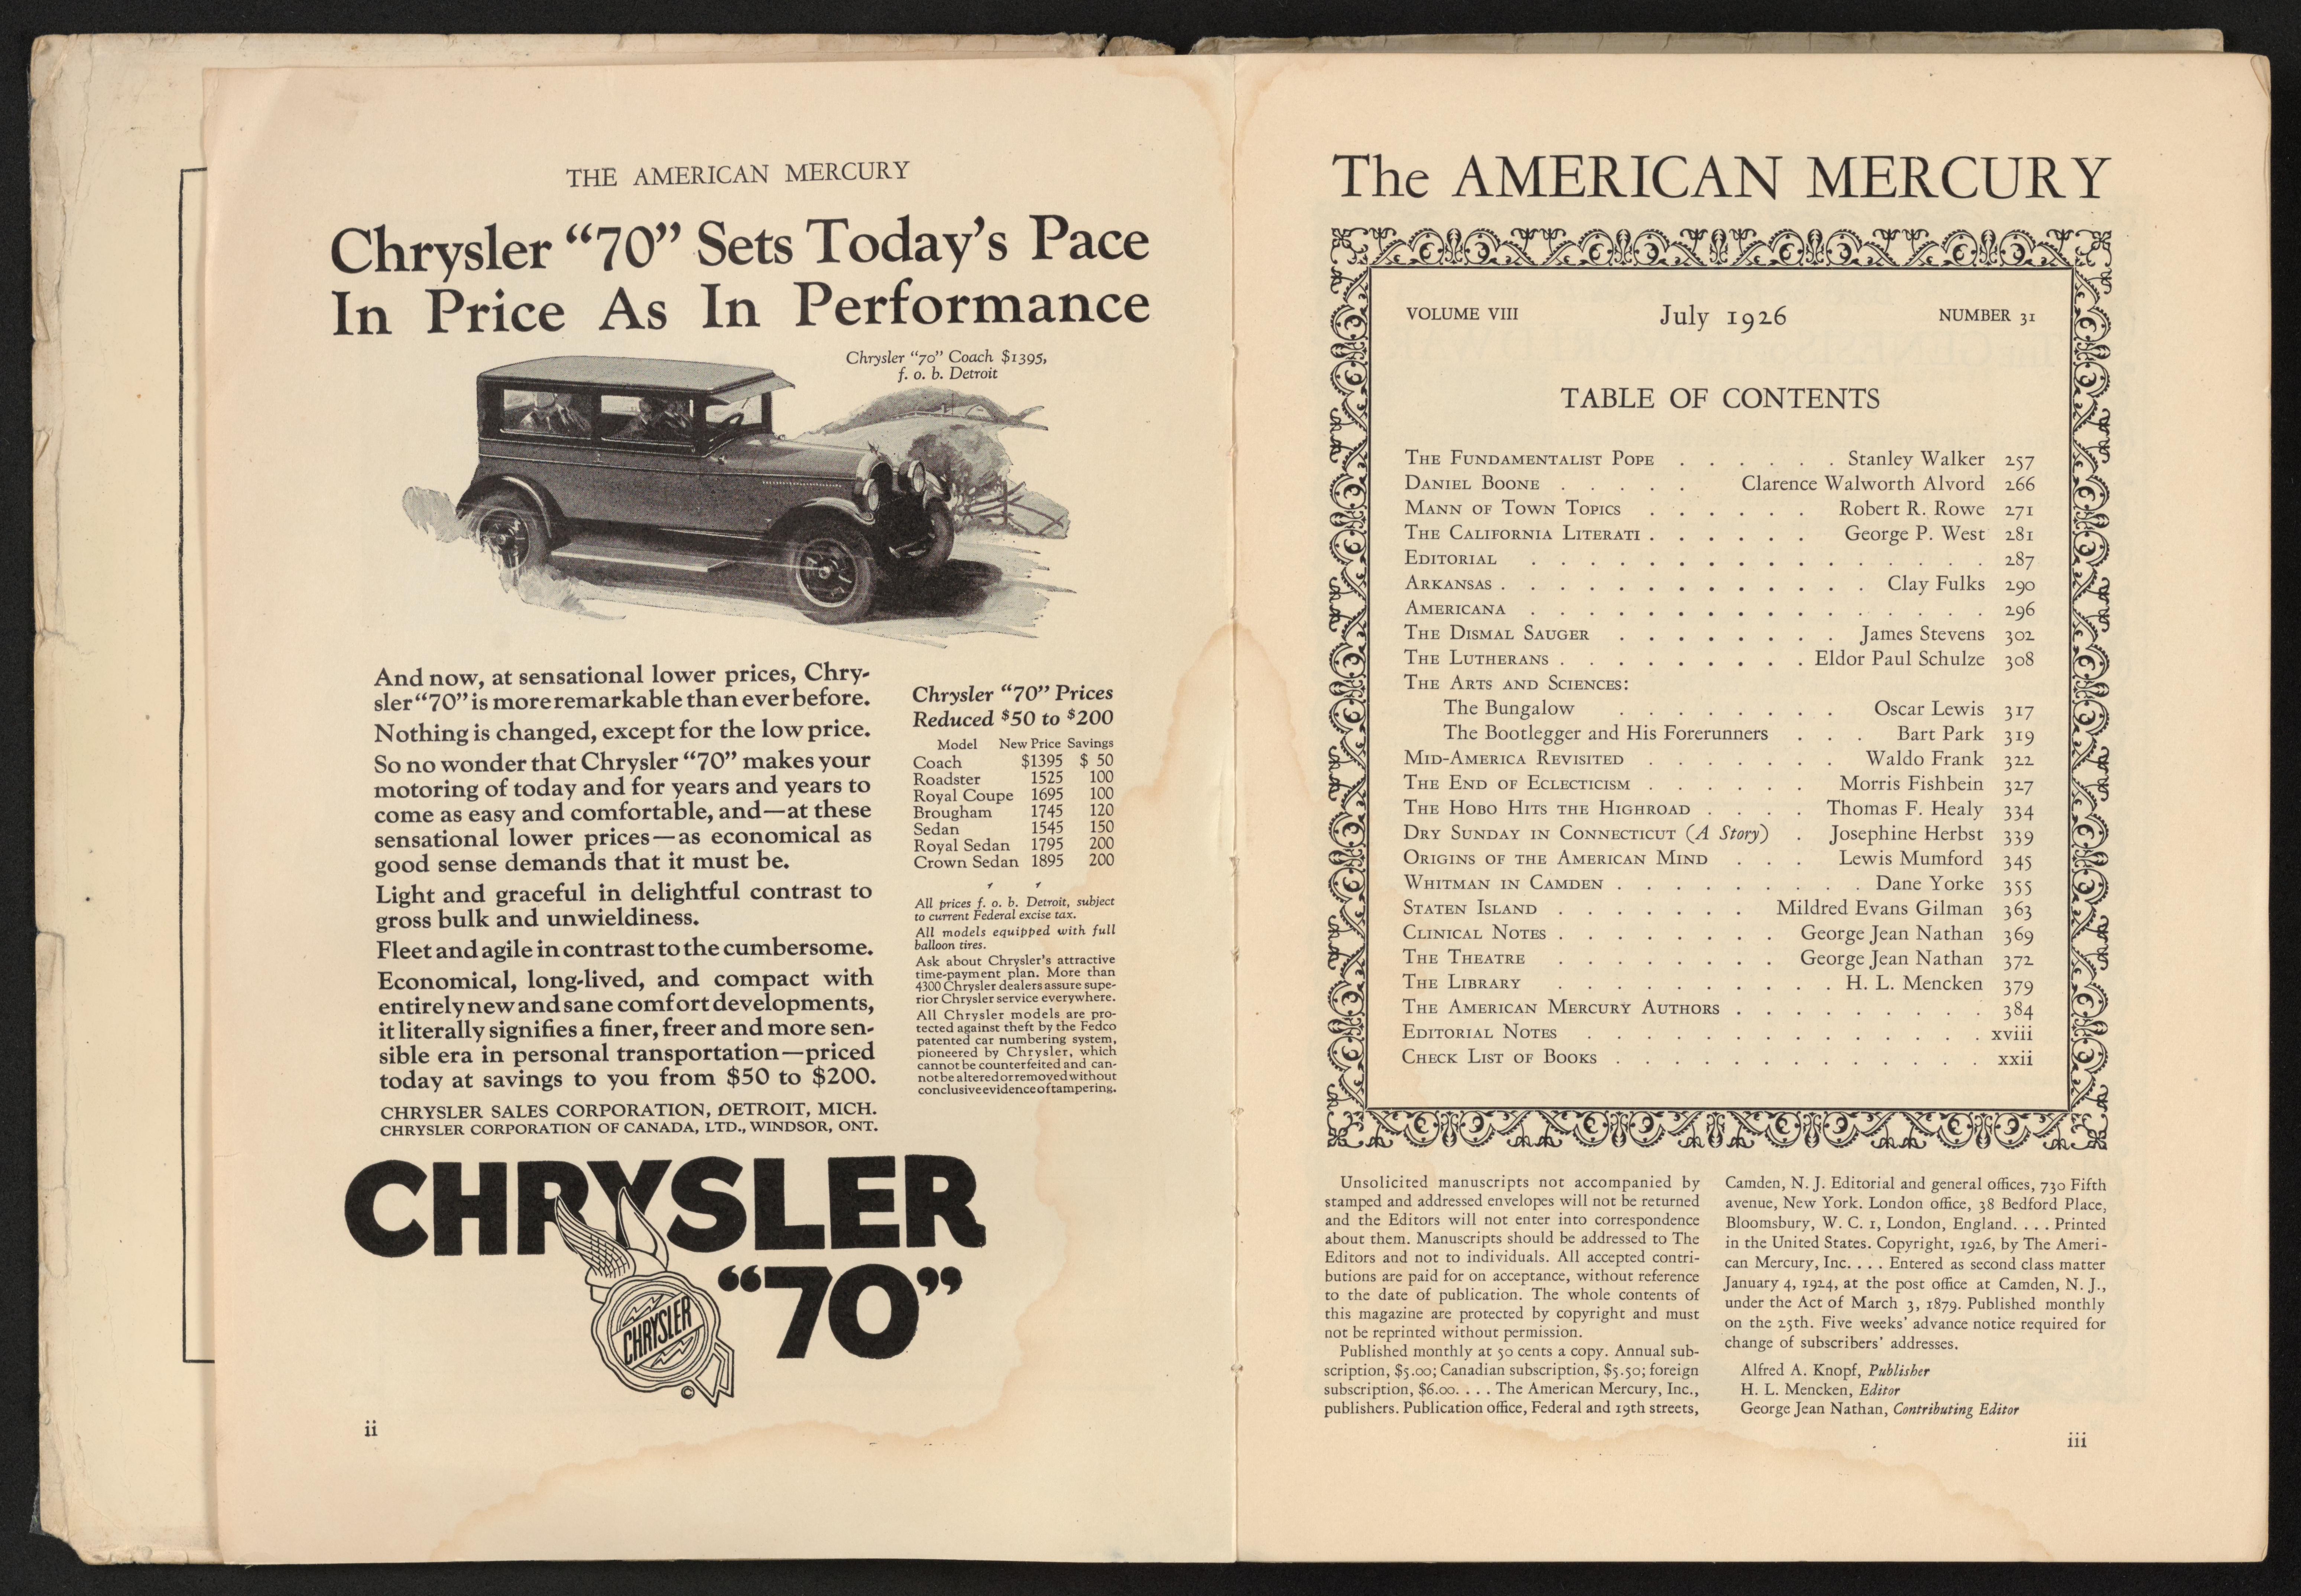 THE AMERICAN MERCURY
Chrysler “70” Sets Today’s Pace
In Price As In Performance
Chrysler “70” Coach $1395,
f. o. b. Detroit
And now, at sensational lower prices, Chry-
sler “70” is more remarkable than ever before.
Nothing is changed, except for the low price.
So no wonder that Chrysler “70” makes your
motoring of today and for years and years to
come as easy and comfortable, and—at these
sensational lower prices—as economical as
good sense demands that it must be.
Light and graceful in delightful contrast to
gross bulk and unwieldiness.
Fleet and agile in contrast to the cumbersome.
Economical, long-lived, and compact with
entirely new and sane comfort developments,
it literally signifies a finer, freer and more sen-
sible era in personal transportation—priced
today at savings to you from $50 to $200.
CHRYSLER SALES CORPORATION, DETROIT, MICH.
CHRYSLER CORPORATION OF CANADA, LTD., WINDSOR, ONT.
Chrysler “70” Prices
Reduced $50 to $200
Model New Price Savings
Coach $1395 $ 50
Roadster 1525 100
Royal Coupe 1695 100
Brougham 1745 120
Sedan 1545 150
Royal Sedan 1795 200
Crown Sedan 1895 200
All prices f. o. b. Detroit, subject
to current Federal excise tax.
All models equipped with full
balloon tires.
Ask about Chrysler’s attractive
time-payment plan. More than
4300 Chrysler dealers assure supe-
rior Chrysler service everywhere.
All Chrysler models are pro-
tected against theft by the Fedco
patented car numbering system,
pioneered by Chrysler, which
cannot be counterfeited and can-
not be altered or removed without
conclusive evidence of tampering.
CHRYSLER
“70”
CHRYSLER
©
ii
The AMERICAN MERCURY
VOLUME VIII July 1926 NUMBER 31
TABLE OF CONTENTS
THE FUNDAMENTALIST POPE . . . . . . Stanley Walker 257
DANIEL BOONE . . . . . Clarence Walworth Alvord 266
MANN OF TOWN TOPICS . . . . . . Robert R. Rowe 271
THE CALIFORNIA LITERATI . . . . . . George P. West 281
EDITORIAL . . . . . . . . . . . . . . . . 287
ARKANSAS . . . . . . . . . . . . . Clay Fulks 290
AMERICANA . . . . . . . . . . . . . . . . 296
THE DISMAL SAUGER . . . . . . . . James Stevens 302
THE LUTHERANS . . . . . . . . . Eldor Paul Schulze 308
THE ARTS AND SCIENCES:
The Bungalow . . . . . . . . Oscar Lewis 317
The Bootlegger and His Forerunners . . . Bart Park 319
MID-AMERICA REVISITED . . . . . . . Waldo Frank 322
THE END OF ECLECTICISM . . . . . . Morris Fishbein 327
THE HOBO HITS THE HIGHROAD . . . . Thomas F. Healy 334
DRY SUNDAY IN CONNECTICUT (A Story) . Josephine Herbst 339
ORIGINS OF THE AMERICAN MIND . . . Lewis Mumford 345
WHITMAN IN CAMDEN . . . . . . . . . Dane Yorke 355
STATEN ISLAND . . . . . . . Mildred Evans Gilman 363
CLINICAL NOTES . . . . . . . . George Jean Nathan 369
THE THEATRE . . . . . . . . George Jean Nathan 372
THE LIBRARY . . . . . . . . . . H. L. Mencken 379
THE AMERICAN MERCURY AUTHORS . . . . . . . . . 384
EDITORIAL NOTES . . . . . . . . . . . . . . xviii
CHECK LIST OF BOOKS . . . . . . . . . . . . . xxii
Unsolicited manuscripts not accompanied by
stamped and addressed envelopes will not be returned
and the Editors will not enter into correspondence
about them. Manuscripts should be addressed to The
Editors and not to individuals. All accepted contri-
butions are paid for on acceptance, without reference
to the date of publication. The whole contents of
this magazine are protected by copyright and must
not be reprinted without permission.
Published monthly at 50 cents a copy. Annual sub-
scription, $5.00; Canadian subscription, $5.50; foreign
subscription, $6.00. . . . The American Mercury, Inc.,
publishers. Publication office, Federal and 19th streets,
Camden, N. J. Editorial and general offices, 730 Fifth
avenue, New York. London office, 38 Bedford Place,
Bloomsbury, W. C. 1, London, England. . . . Printed
in the United States. Copyright, 1926, by The Ameri-
can Mercury, Inc. . . . Entered as second class matter
January 4, 1924, at the post office at Camden, N. J.,
under the Act of March 3, 1879. Published monthly
on the 25th. Five weeks’ advance notice required for
change of subscribers’ addresses.
Alfred A. Knopf, Publisher
H. L. Mencken, Editor
George Jean Nathan, Contributing Editor
iii